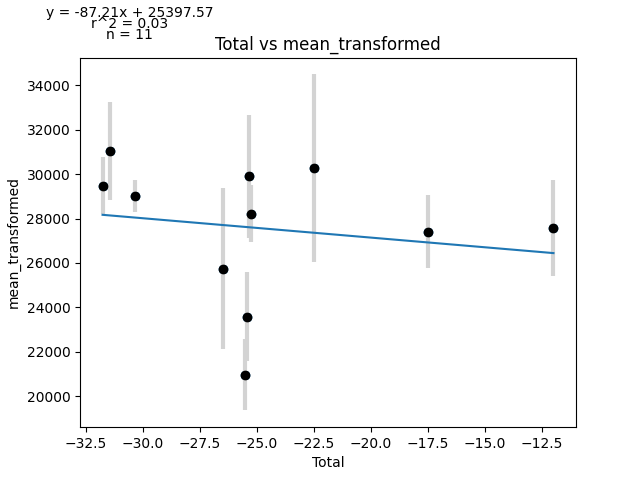 y = -87.21x + 25397.57
r^2 = 0.03
n = 11
Total vs mean_transformed
34000
32000
30000
28000
26000
24000
22000
20000
mean_transformed
−32.5 −30.0 −27.5 −25.0 −22.5 −20.0 −17.5 −15.0 −12.5
Total